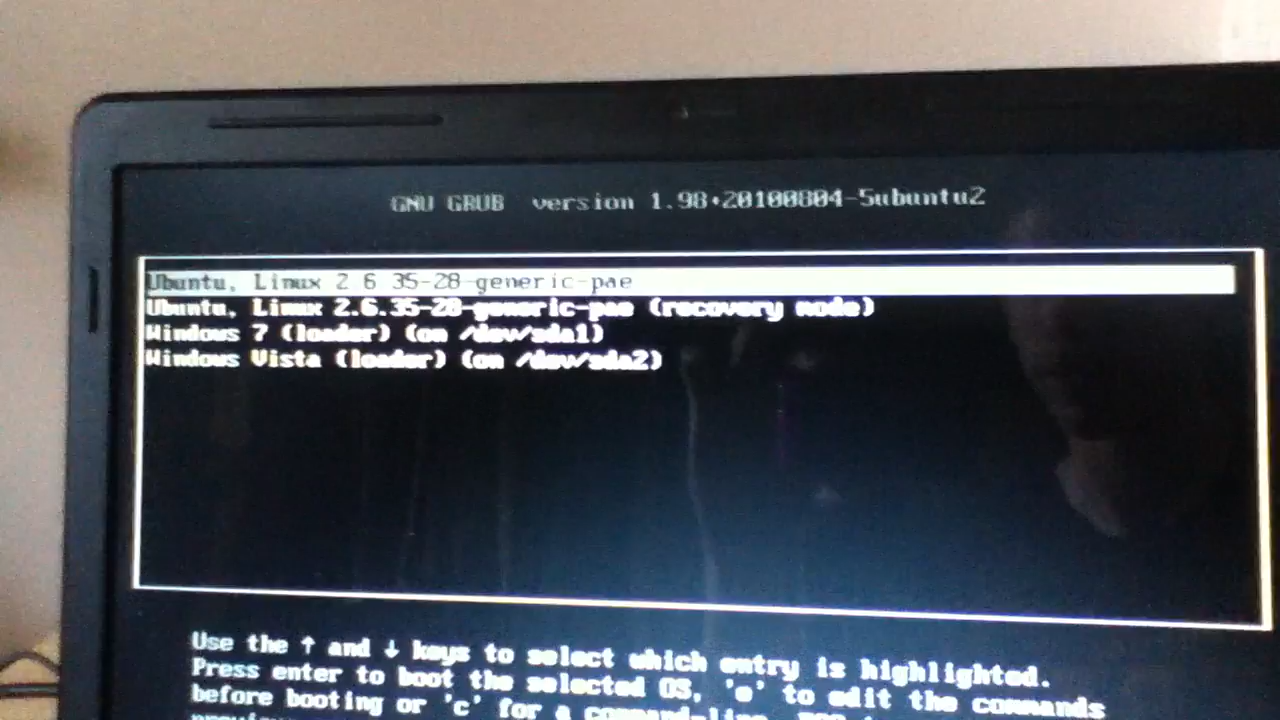 GNU GRUB version 1.98+20100804-5ubuntu2
Ubuntu, Linux 2.6.35-28-generic-pae
Ubuntu, Linux 2.6.35-28-generic-pae (recovery mode)
Windows 7 (loader) (on /dev/sda1)
Windows Vista (loader) (on /dev/sda2)
Use the ↑ and ↓ keys to select which entry is highlighted.
Press enter to boot the selected OS, 'e' to edit the commands
before booting or 'c' for a command-line.